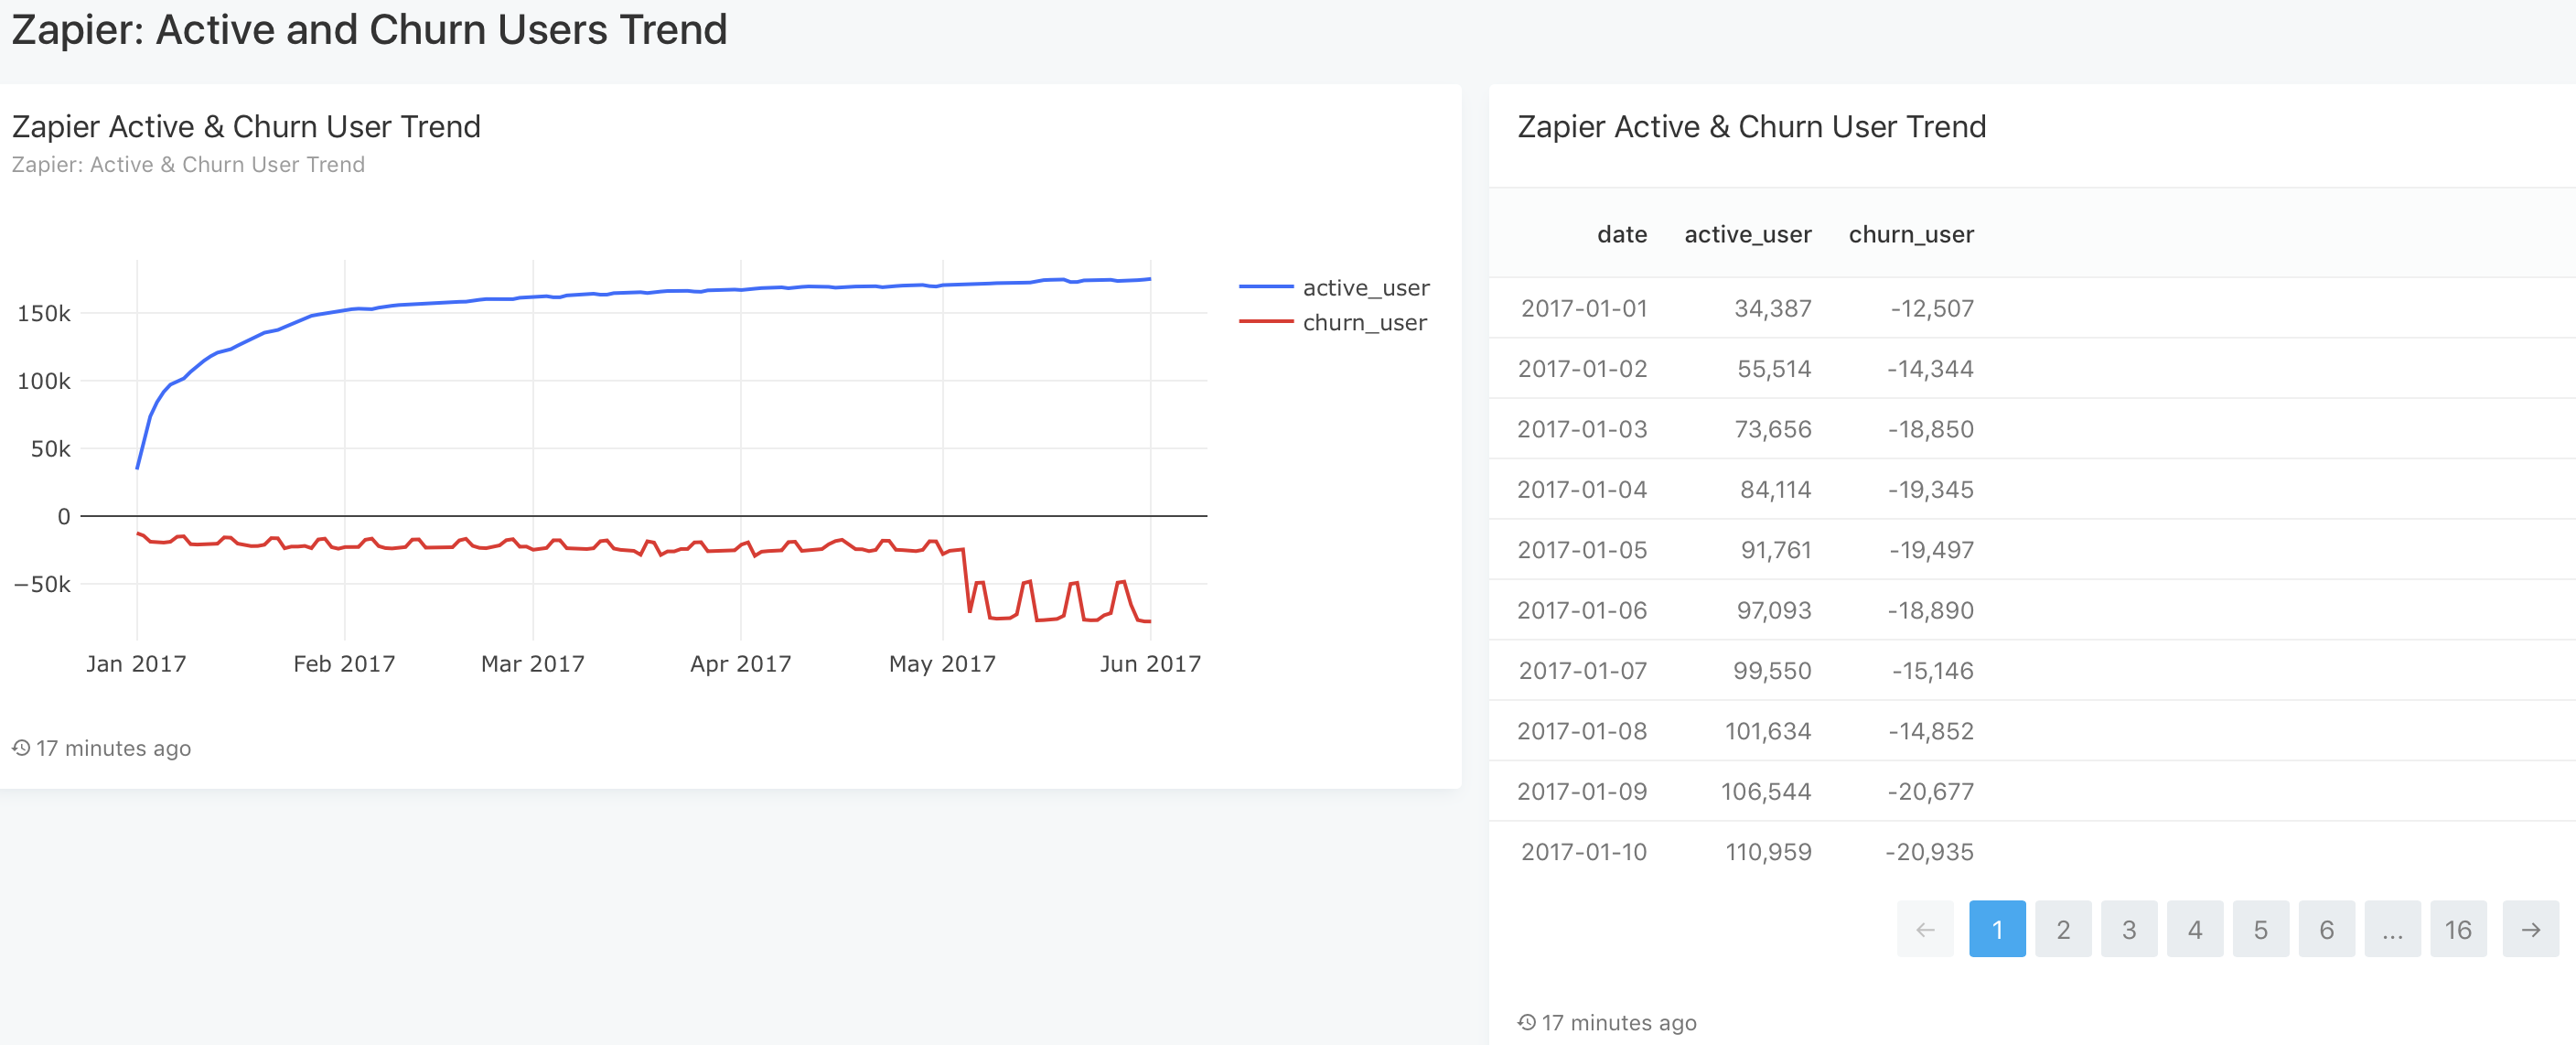 Zapier: Active and Churn Users Trend
Zapier Active & Churn User Trend
Zapier: Active & Churn User Trend
active_user
churn_user
150k
100k
50k
0
−50k
Jan 2017 Feb 2017 Mar 2017 Apr 2017 May 2017 Jun 2017
17 minutes ago
Zapier Active & Churn User Trend
date active_user churn_user
2017-01-01 34,387 -12,507
2017-01-02 55,514 -14,344
2017-01-03 73,656 -18,850
2017-01-04 84,114 -19,345
2017-01-05 91,761 -19,497
2017-01-06 97,093 -18,890
2017-01-07 99,550 -15,146
2017-01-08 101,634 -14,852
2017-01-09 106,544 -20,677
2017-01-10 110,959 -20,935
← 1 2 3 4 5 6 ... 16 →
17 minutes ago